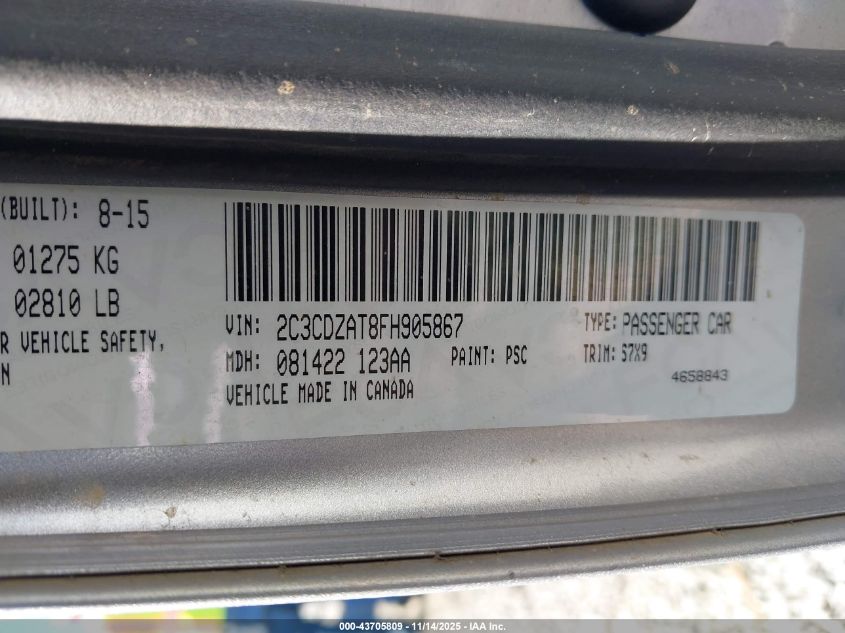 (BUILT): 8-15
01275 KG
02810 LB
R VEHICLE SAFETY,
N
VIN: 2C3CDZAT8FH905867
TYPE: PASSENGER CAR
MDH: 081422 123AA
PAINT: PSC
TRIM: S7X9
VEHICLE MADE IN CANADA
4658843
000-43705809 - 11/14/2025 - IAA Inc.